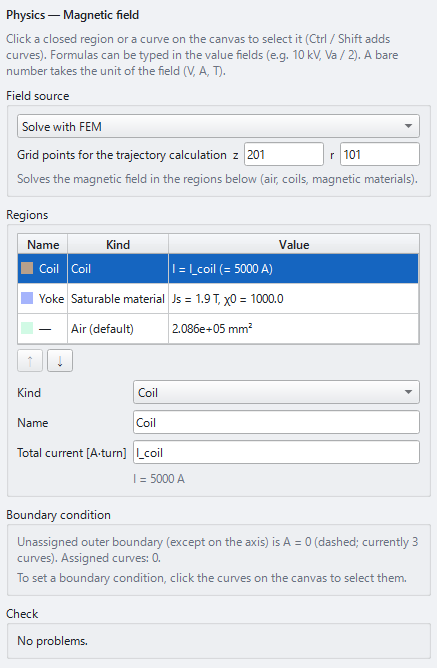 Physics — Magnetic field
Click a closed region or a curve on the canvas to select it (Ctrl / Shift adds
curves). Formulas can be typed in the value fields (e.g. 10 kV, Va / 2). A bare
number takes the unit of the field (V, A, T).
Field source
Solve with FEM
Grid points for the trajectory calculation z 201 r 101
Solves the magnetic field in the regions below (air, coils, magnetic materials).
Regions
Name Kind Value
Coil Coil I = I_coil (= 5000 A)
Yoke Saturable material Js = 1.9 T, χ0 = 1000.0
— Air (default) 2.086e+05 mm²
↑ ↓
Kind Coil
Name Coil
Total current [A·turn] I_coil
I = 5000 A
Boundary condition
Unassigned outer boundary (except on the axis) is A = 0 (dashed; currently 3
curves). Assigned curves: 0.
To set a boundary condition, click the curves on the canvas to select them.
Check
No problems.